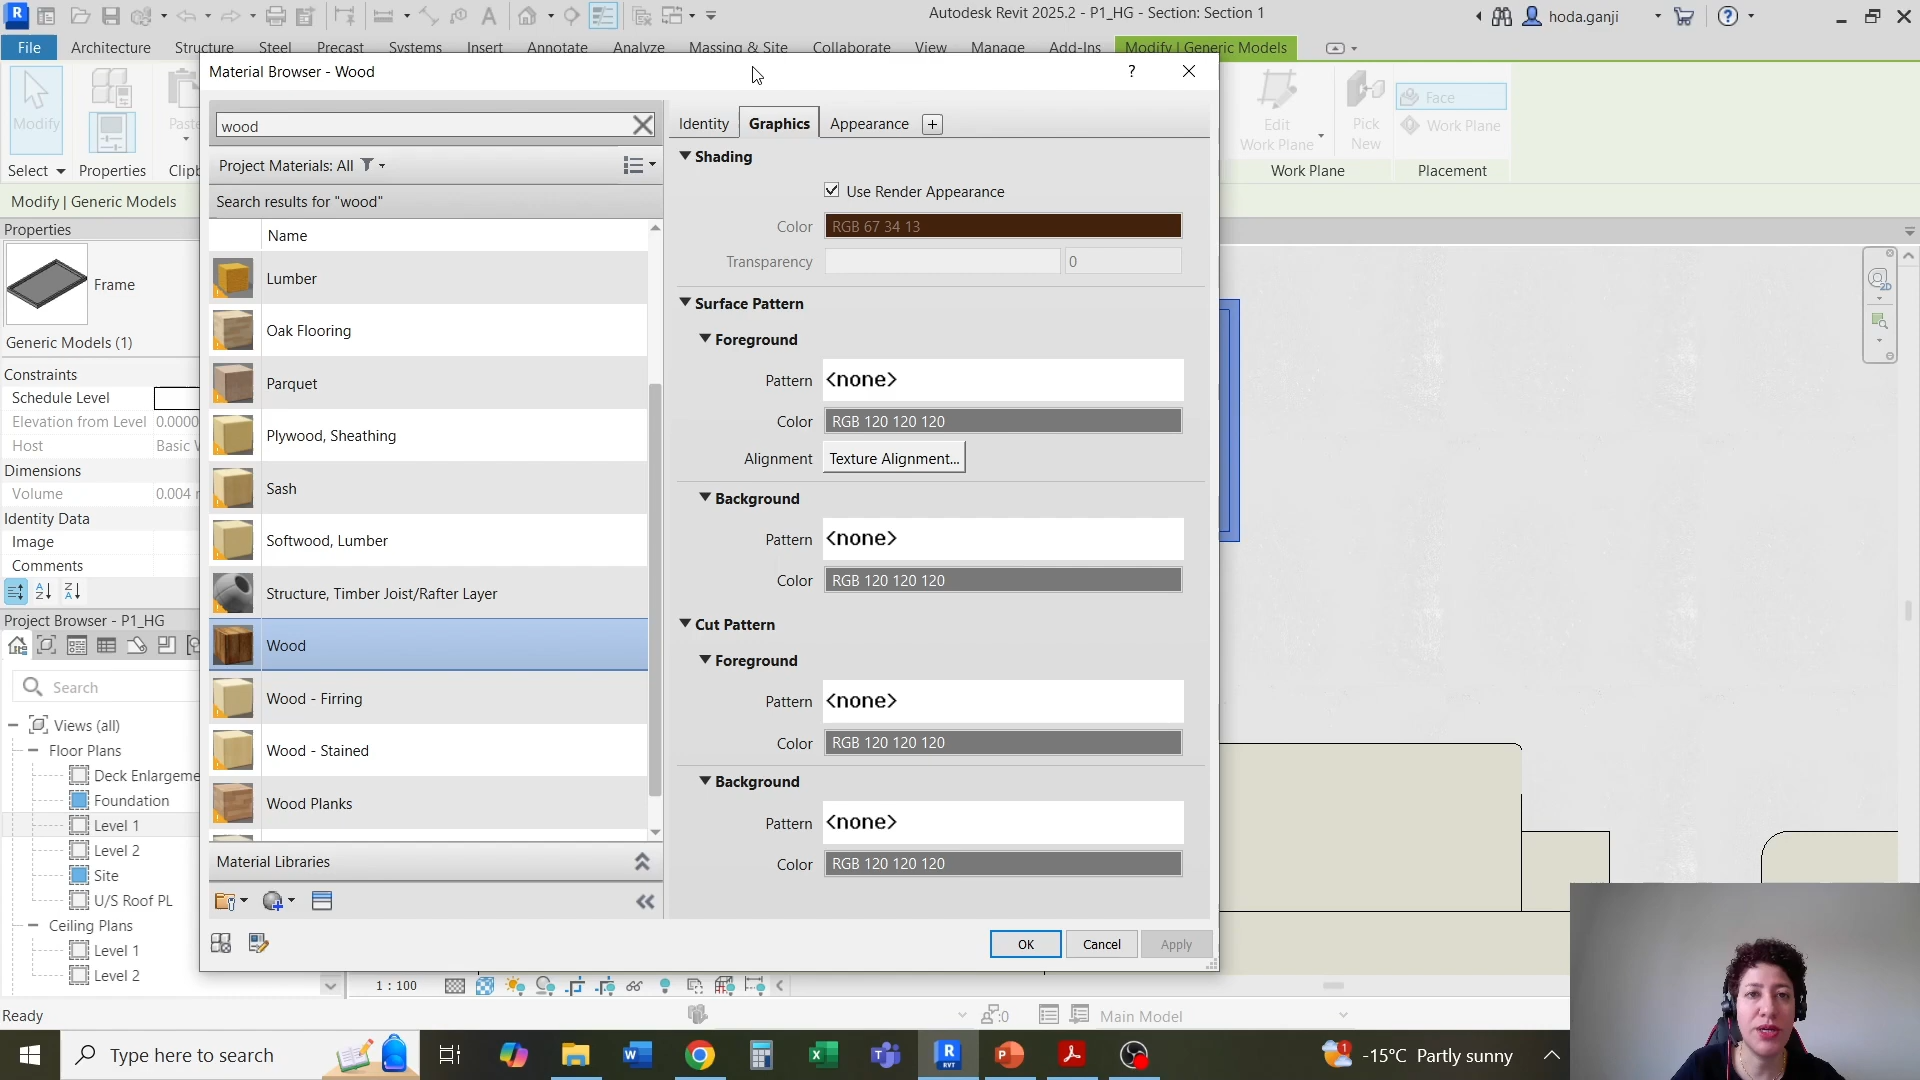 Autodesk Revit 2025.2 - P1_HG - Section: Section 1
hoda.ganji
File Architecture Structure Steel Precast Systems Insert Annotate Analyze Massing & Site Collaborate View Manage Add-Ins Modify | Generic Models
Modify
Select
Properties
Edit
Work Plane
Pick
New
Face
Work Plane
Work Plane
Placement
Modify | Generic Models
Properties
Frame
Generic Models (1)
Constraints
Schedule Level
Elevation from Level 0.0000
Host Basic
Dimensions
Volume 0.004
Identity Data
Image
Comments
Project Browser - P1_HG
Search
Views (all)
Floor Plans
Deck Enlargeme
Foundation
Level 1
Level 2
Site
U/S Roof PL
Ceiling Plans
Level 1
Level 2
Material Browser - Wood
wood
Project Materials: All
Search results for "wood"
Name
Lumber
Oak Flooring
Parquet
Plywood, Sheathing
Sash
Softwood, Lumber
Structure, Timber Joist/Rafter Layer
Wood
Wood - Firring
Wood - Stained
Wood Planks
Material Libraries
Identity Graphics Appearance +
Shading
Use Render Appearance
Color RGB 67 34 13
Transparency 0
Surface Pattern
Foreground
Pattern <none>
Color RGB 120 120 120
Alignment Texture Alignment...
Background
Pattern <none>
Color RGB 120 120 120
Cut Pattern
Foreground
Pattern <none>
Color RGB 120 120 120
Background
Pattern <none>
Color RGB 120 120 120
OK Cancel Apply
1 : 100
Ready
:0
Main Model
Type here to search
-15°C Partly sunny